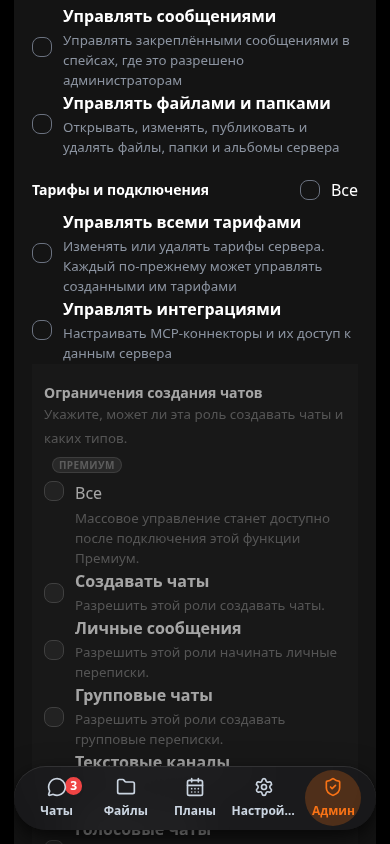 Управлять сообщениями
Управлять закреплёнными сообщениями в
спейсах, где это разрешено
администраторам
Управлять файлами и папками
Открывать, изменять, публиковать и
удалять файлы, папки и альбомы сервера
Тарифы и подключения
Все
Управлять всеми тарифами
Изменять или удалять тарифы сервера.
Каждый по-прежнему может управлять
созданными им тарифами
Управлять интеграциями
Настраивать MCP-коннекторы и их доступ к
данным сервера
Ограничения создания чатов
Укажите, может ли эта роль создавать чаты и
каких типов.
ПРЕМИУМ
Все
Массовое управление станет доступно
после подключения этой функции
Премиум.
Создавать чаты
Разрешить этой роли создавать чаты.
Личные сообщения
Разрешить этой роли начинать личные
переписки.
Групповые чаты
Разрешить этой роли создавать
групповые переписки.
Текстовые каналы
3
Чаты
Файлы
Планы
Настрой...
Админ
Голосовые чаты